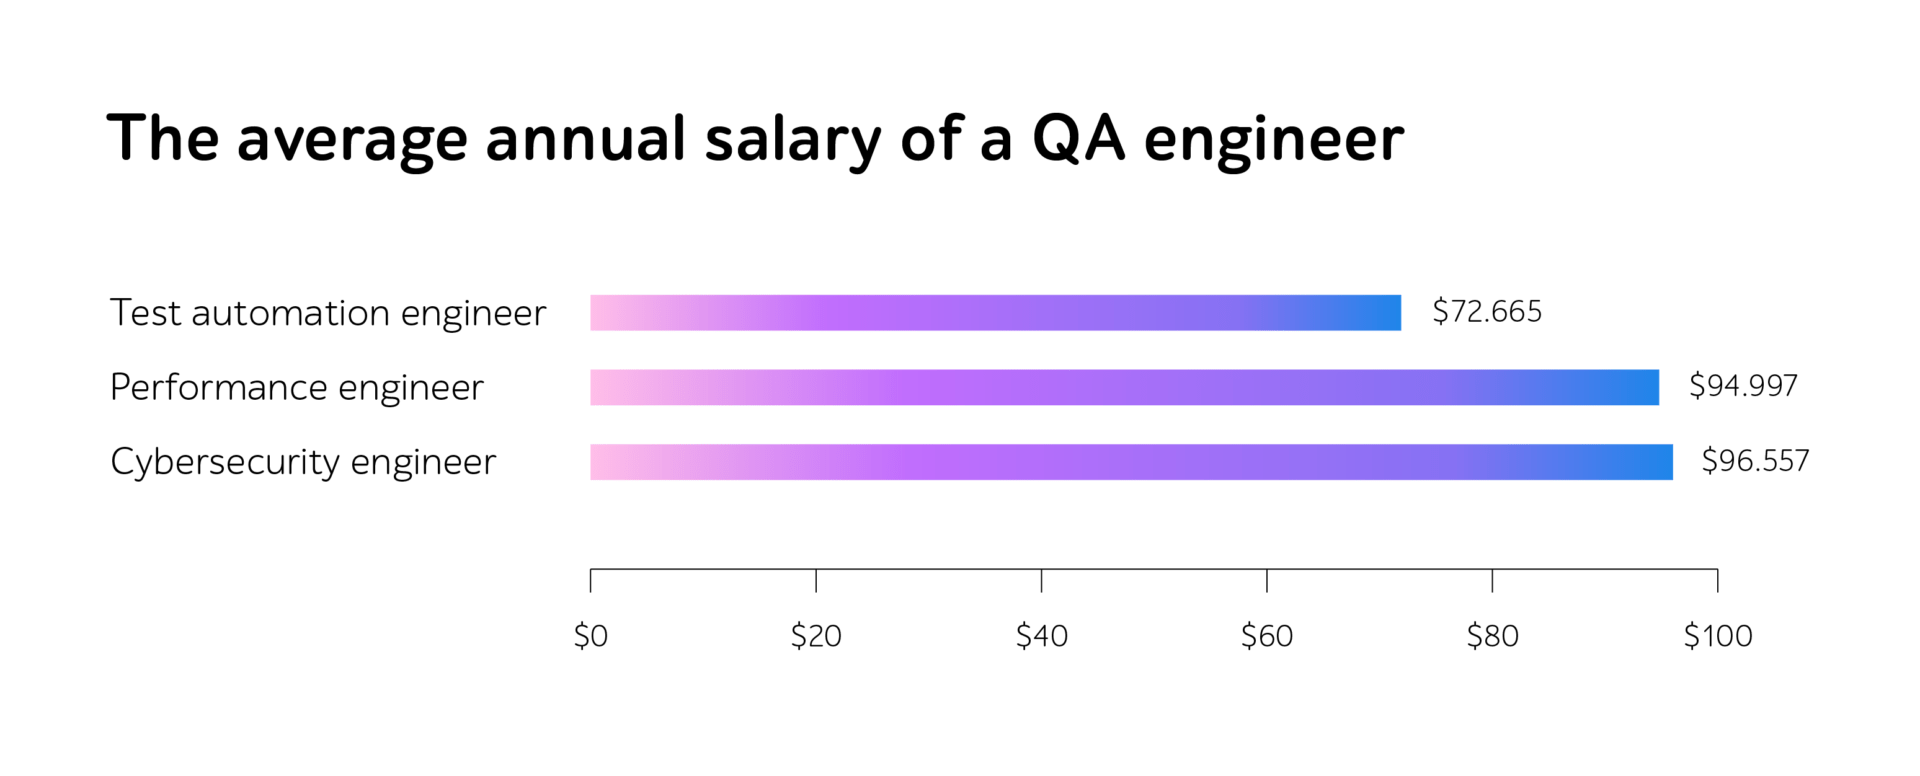 The average annual salary of a QA engineer
Test automation engineer $72.665
Performance engineer $94.997
Cybersecurity engineer $96.557
$0 $20 $40 $60 $80 $100